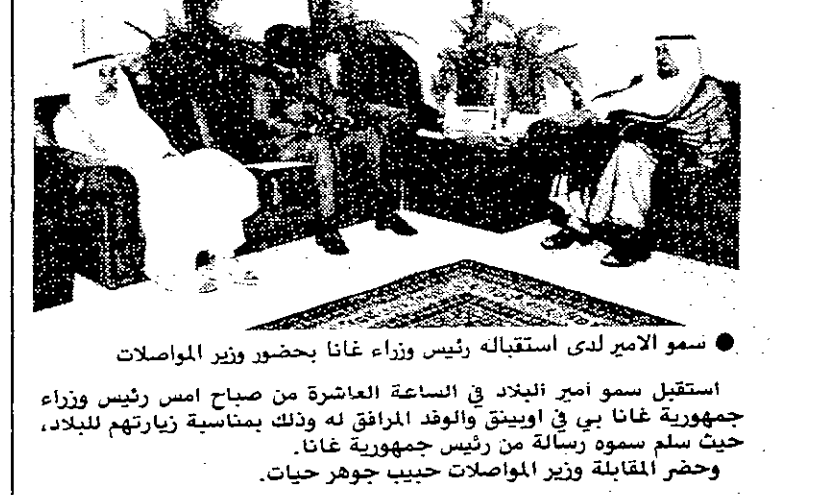 ● سمو الامير لدى استقباله رئيس وزراء غانا بحضور وزير المواصلات
استقبل سمو امير البلاد في الساعة العاشرة من صباح امس رئيس وزراء
جمهورية غانا بي في اوبينق والوفد المرافق له وذلك بمناسبة زيارتهم للبلاد،
حيث سلم سموه رسالة من رئيس جمهورية غانا.
وحضر المقابلة وزير المواصلات حبيب جوهر حيات.